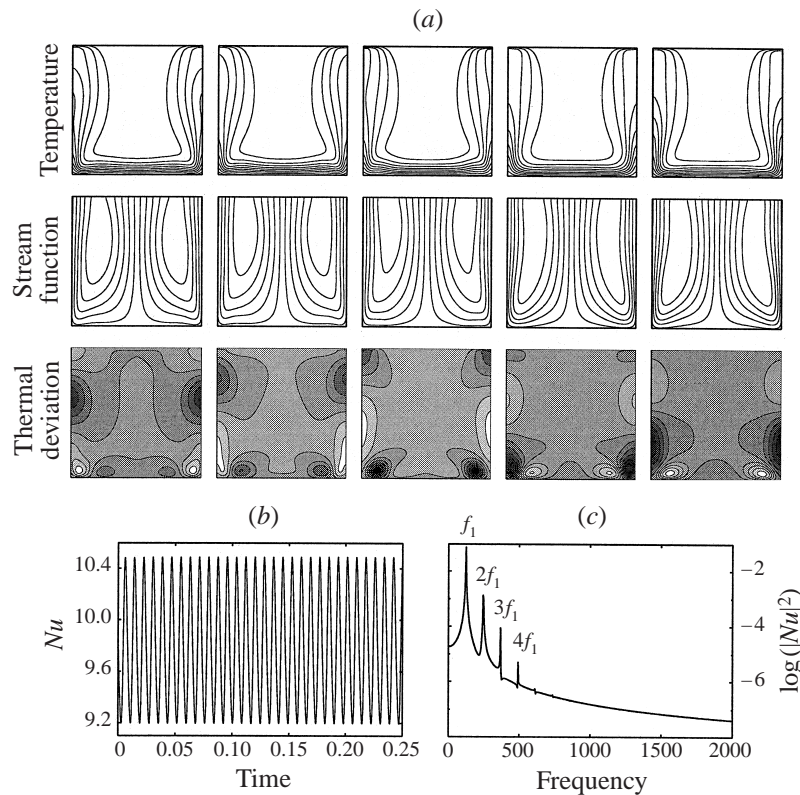 (a)
Temperature
Stream
function
Thermal
deviation
(b)
Nu
10.4
10.0
9.6
9.2
0
0.05
0.10
0.15
0.20
0.25
Time
(c)
f₁
2f₁
3f₁
4f₁
−2
−4
−6
log (|Nu|²)
0
500
1000
1500
2000
Frequency